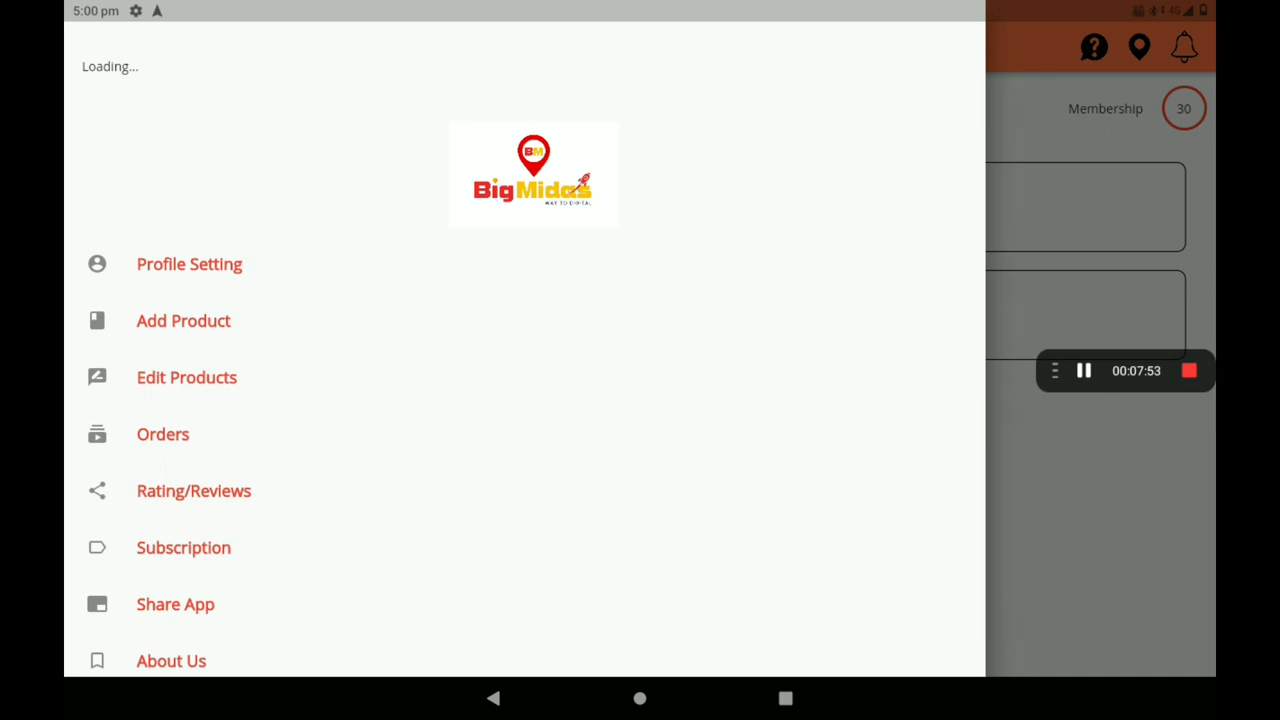 5:00 pm
4G
Loading...
Membership
30
BM
BigMidas
WAY TO DIGITAL
Profile Setting
Add Product
Edit Products
00:07:53
Orders
Rating/Reviews
Subscription
Share App
About Us